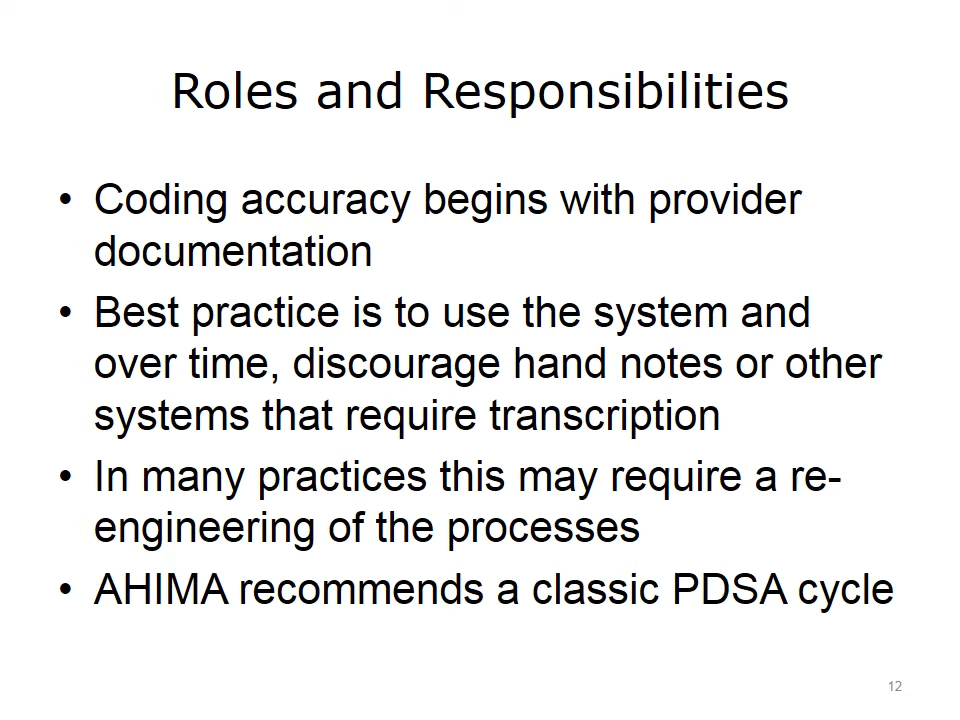 Roles and Responsibilities
• Coding accuracy begins with provider
documentation
• Best practice is to use the system and
over time, discourage hand notes or other
systems that require transcription
• In many practices this may require a re-
engineering of the processes
• AHIMA recommends a classic PDSA cycle
12